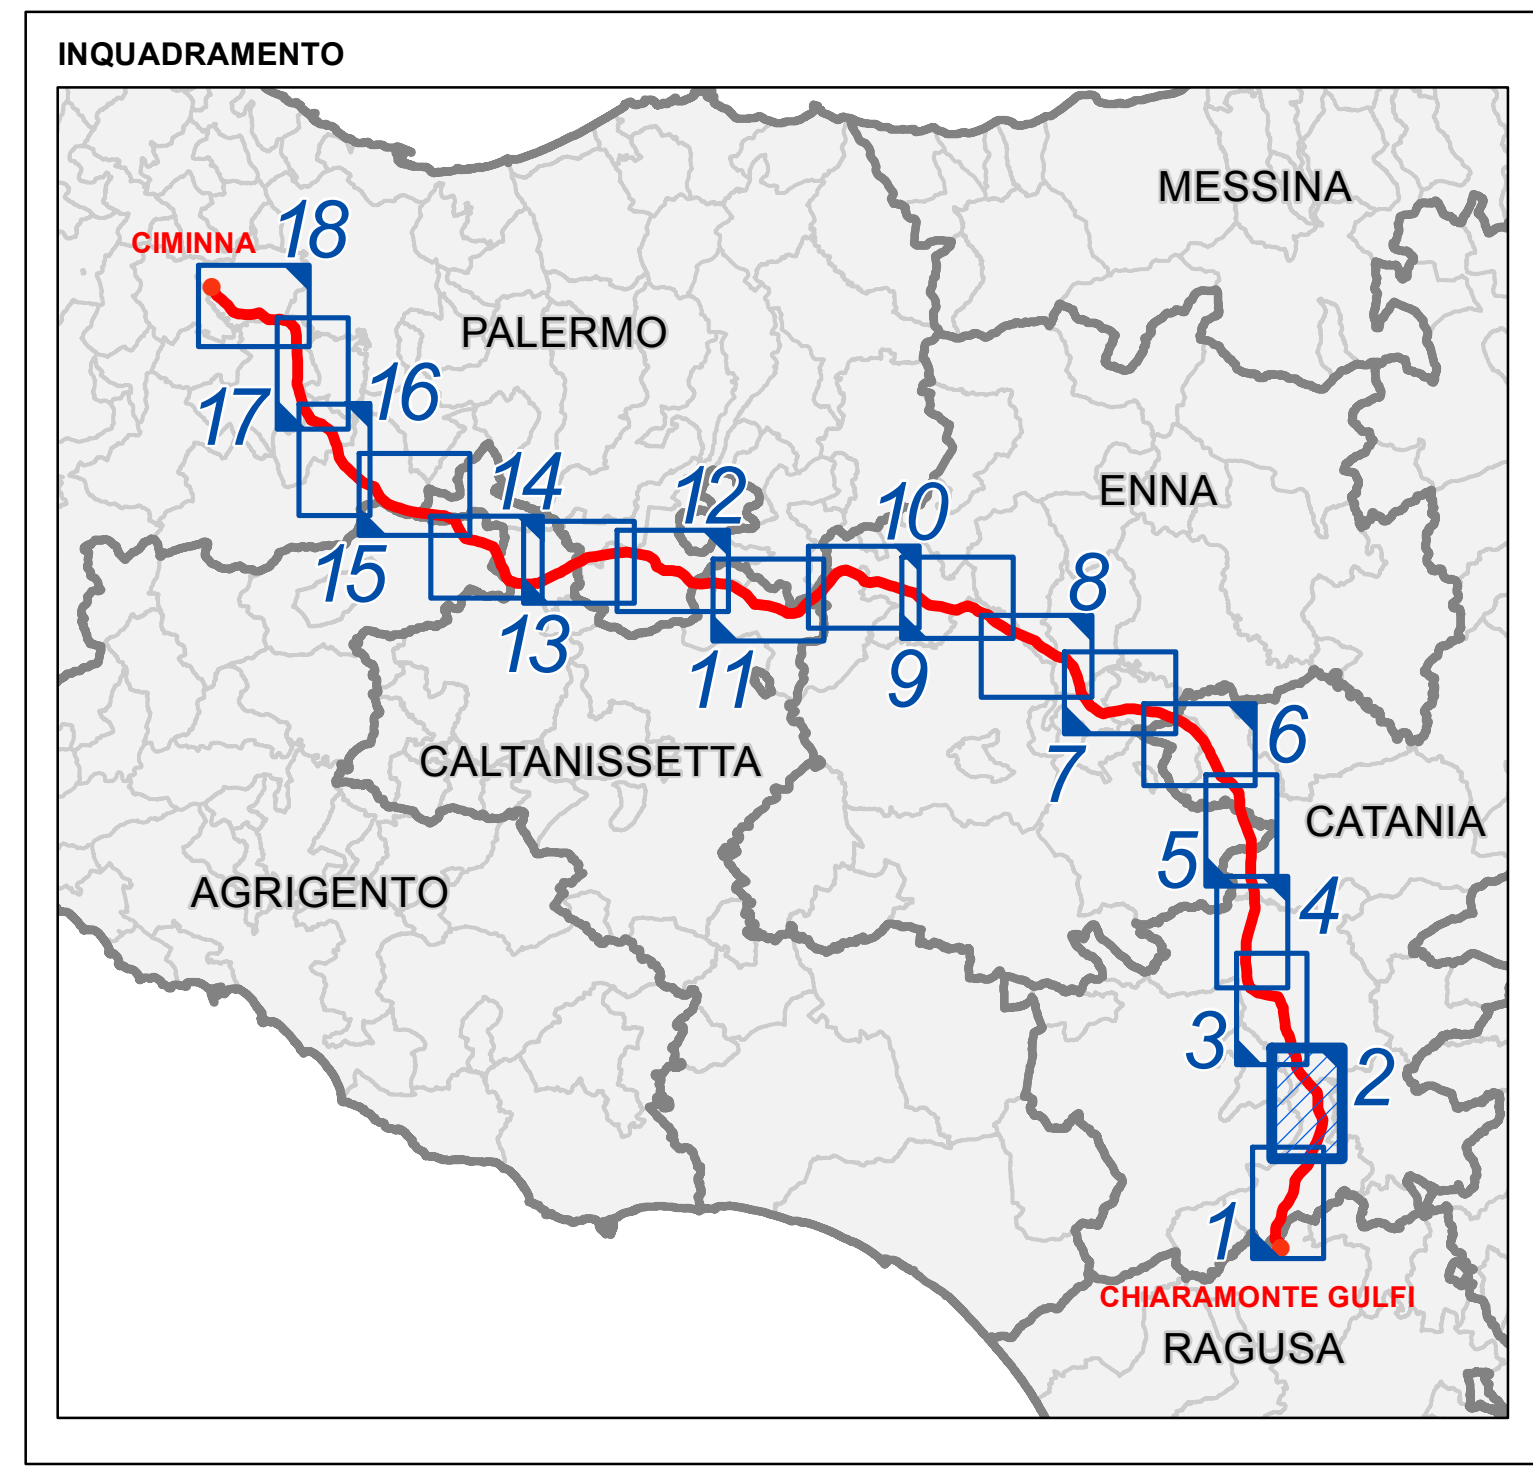 INQUADRAMENTO
MESSINA
18
CIMINNA
PALERMO
16
17
14
12
10
ENNA
15
13
11
9
8
7
6
CALTANISSETTA
CATANIA
5
AGRIGENTO
4
3
2
1
CHIARAMONTE GULFI
RAGUSA